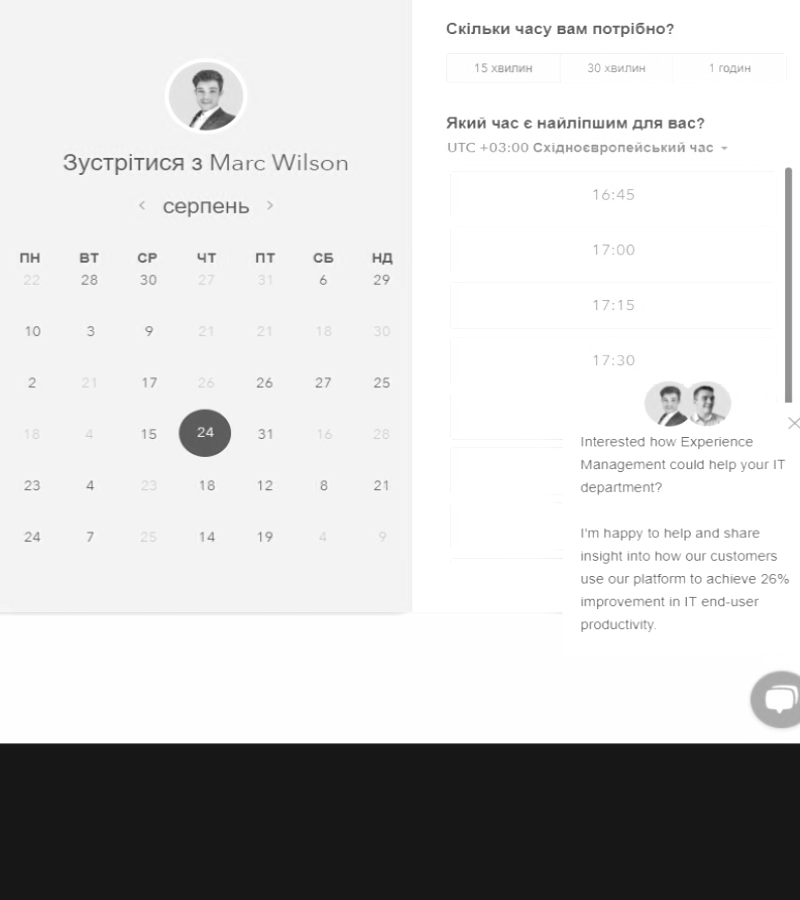 Зустрітися з Marc Wilson
серпень
ПН ВТ СР ЧТ ПТ СБ НД
22 28 30 27 31 6 29
10 3 9 21 21 18 30
2 21 17 26 26 27 25
18 4 15 24 31 16 28
23 4 23 18 12 8 21
24 7 25 14 19 4 9
Скільки часу вам потрібно?
15 хвилин 30 хвилин 1 годин
Який час є найліпшим для вас?
UTC +03:00 Східноєвропейський час
16:45
17:00
17:15
17:30
Interested how Experience
Management could help your IT
department?
I'm happy to help and share
insight into how our customers
use our platform to achieve 26%
improvement in IT end-user
productivity.